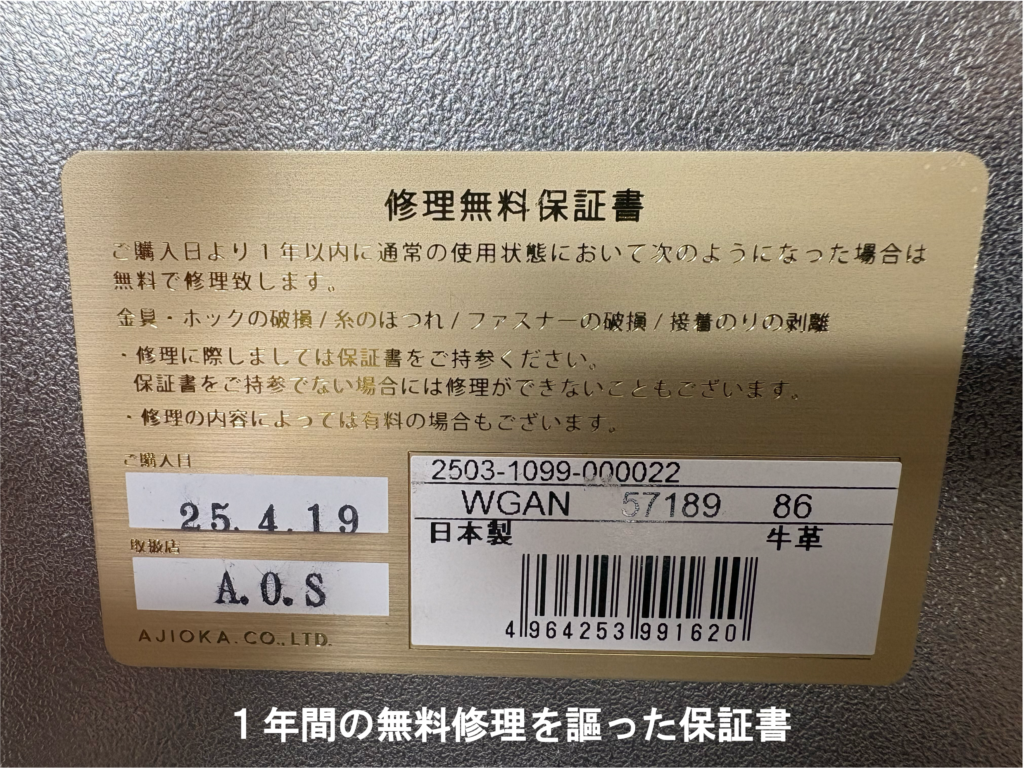 修理無料保証書
ご購入日より1年以内に通常の使用状態において次のようになった場合は
無料で修理致します。
金具・ホックの破損/糸のほつれ/ファスナーの破損/接着のりの剥離
・修理に際しましては保証書をご持参ください。
保証書をご持参でない場合には修理ができないこともございます。
・修理の内容によっては有料の場合もございます。
ご購入日
25.4.19
取扱店
A.O.S
AJIOKA.CO.,LTD.
2503-1099-000022
WGAN 57189 86
日本製 牛革
4964253991620
1年間の無料修理を謳った保証書